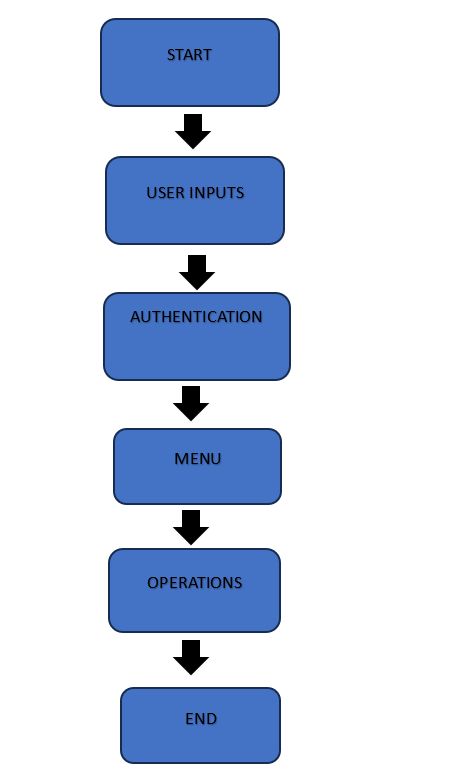 START
USER INPUTS
AUTHENTICATION
MENU
OPERATIONS
END